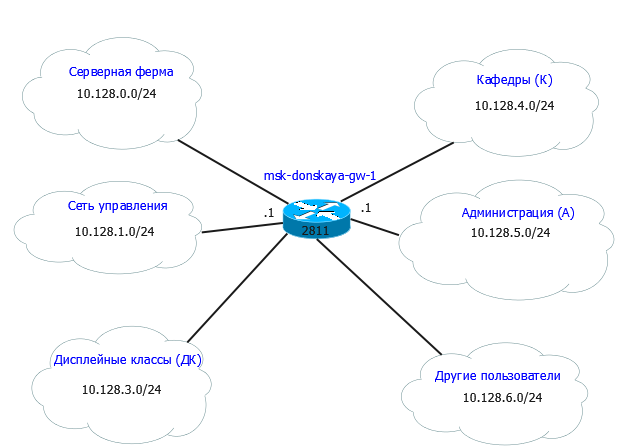 Серверная ферма
10.128.0.0/24
Кафедры (К)
10.128.4.0/24
msk-donskaya-gw-1
Сеть управления
10.128.1.0/24
.1
.1
2811
Администрация (А)
10.128.5.0/24
Дисплейные классы (ДК)
10.128.3.0/24
Другие пользователи
10.128.6.0/24